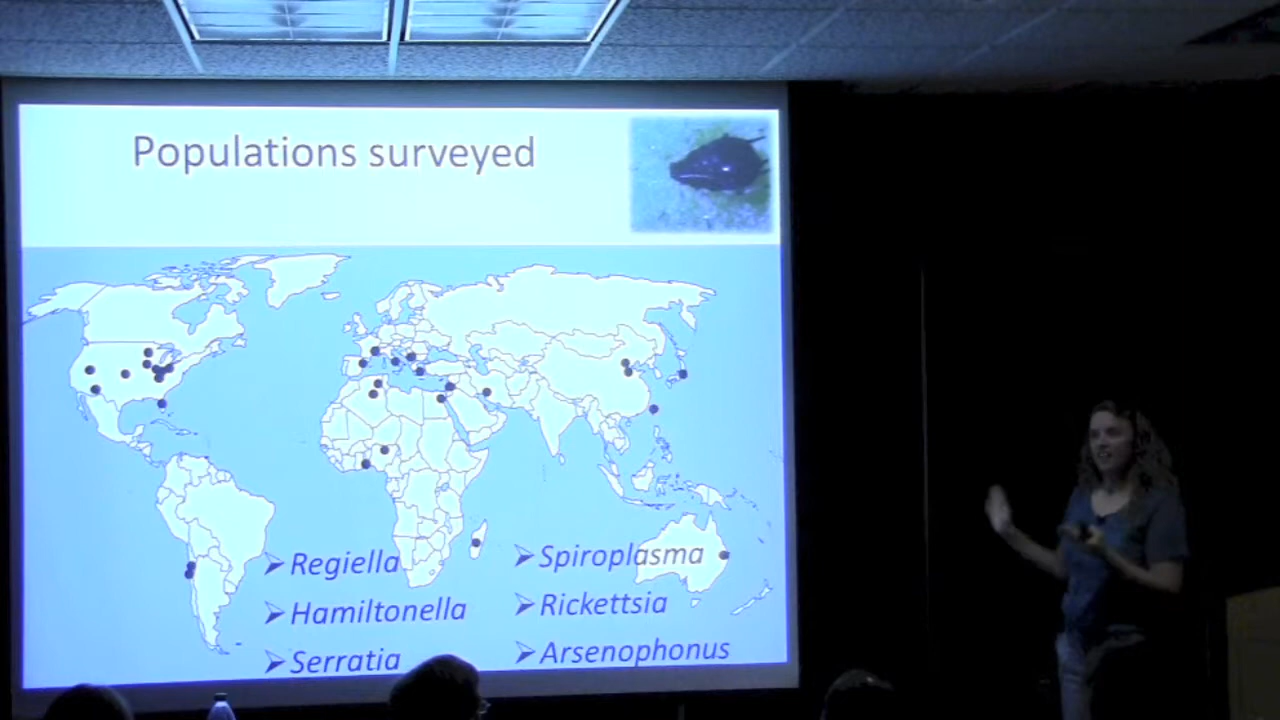 Populations surveyed
➢ Regiella
➢ Hamiltonella
➢ Serratia
➢ Spiroplasma
➢ Rickettsia
➢ Arsenophonus